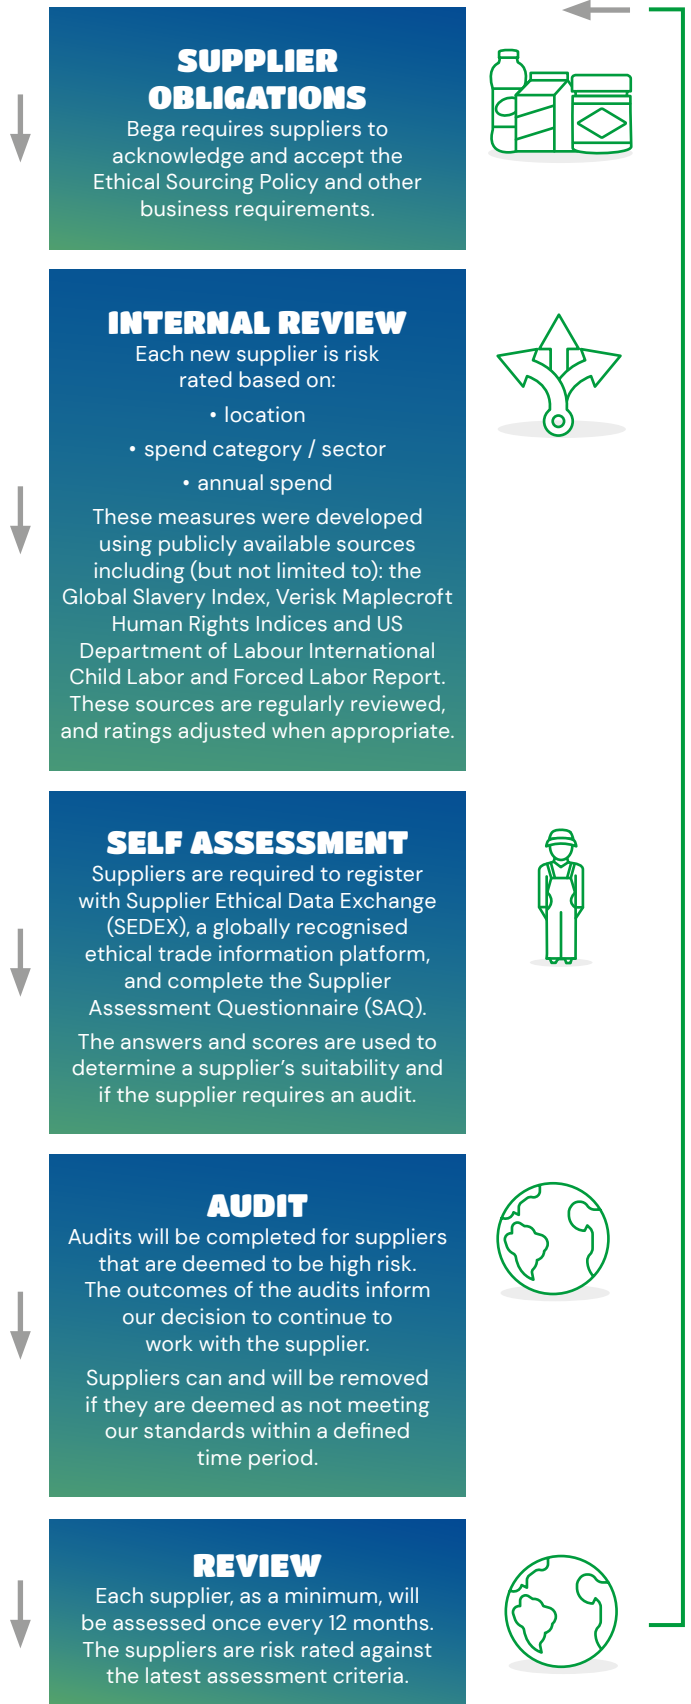 SUPPLIER
OBLIGATIONS
Bega requires suppliers to
acknowledge and accept the
Ethical Sourcing Policy and other
business requirements.
INTERNAL REVIEW
Each new supplier is risk
rated based on:
• location
• spend category / sector
• annual spend
These measures were developed
using publicly available sources
including (but not limited to): the
Global Slavery Index, Verisk Maplecroft
Human Rights Indices and US
Department of Labour International
Child Labor and Forced Labor Report.
These sources are regularly reviewed,
and ratings adjusted when appropriate.
SELF ASSESSMENT
Suppliers are required to register
with Supplier Ethical Data Exchange
(SEDEX), a globally recognised
ethical trade information platform,
and complete the Supplier
Assessment Questionnaire (SAQ).
The answers and scores are used to
determine a supplier’s suitability and
if the supplier requires an audit.
AUDIT
Audits will be completed for suppliers
that are deemed to be high risk.
The outcomes of the audits inform
our decision to continue to
work with the supplier.
Suppliers can and will be removed
if they are deemed as not meeting
our standards within a defined
time period.
REVIEW
Each supplier, as a minimum, will
be assessed once every 12 months.
The suppliers are risk rated against
the latest assessment criteria.